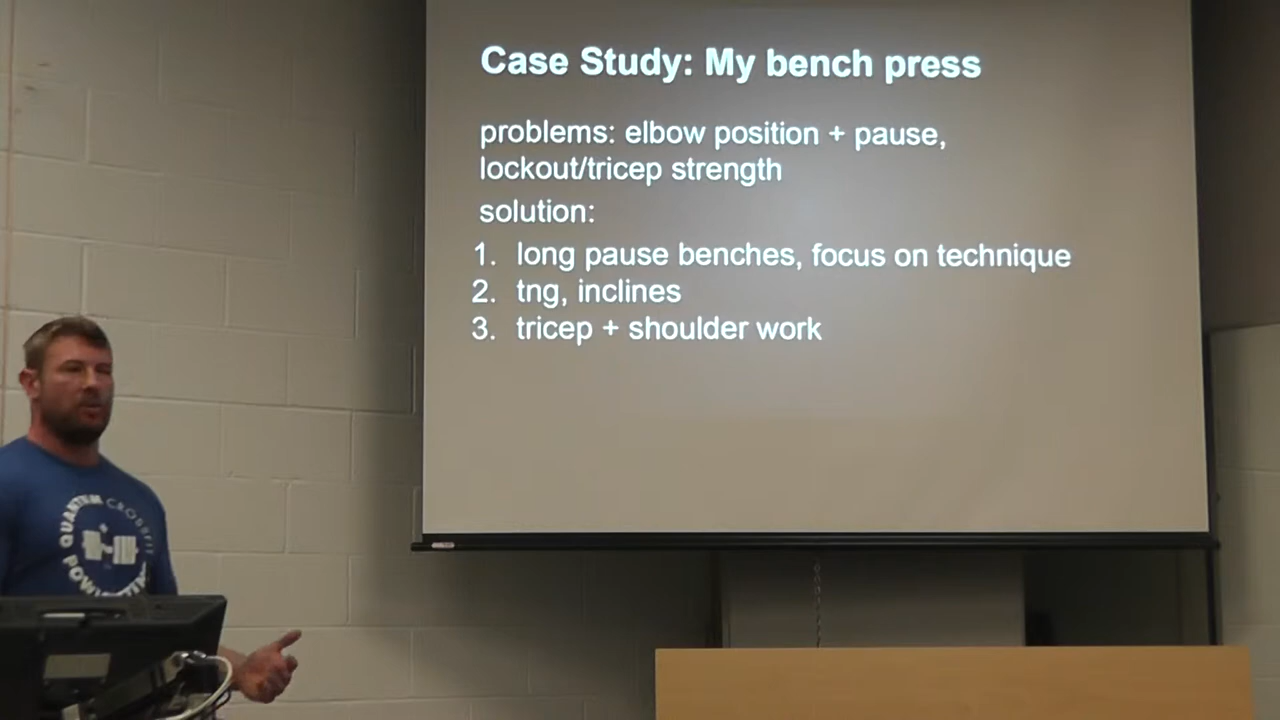 Case Study: My bench press
problems: elbow position + pause,
lockout/tricep strength
solution:
1. long pause benches, focus on technique
2. tng, inclines
3. tricep + shoulder work
QUANTUM CROSSFIT